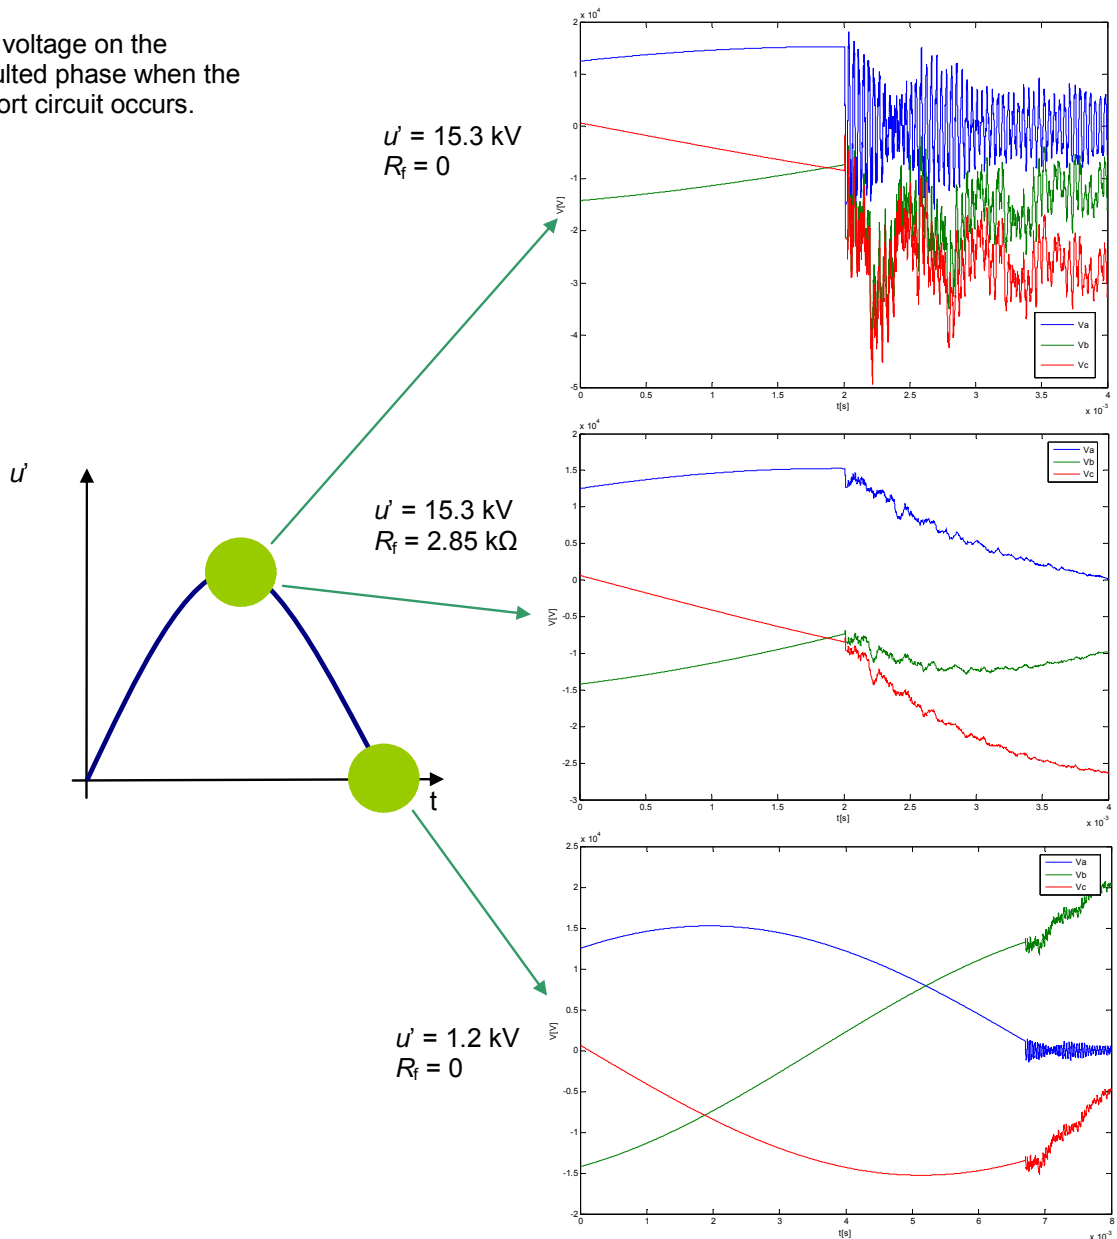 voltage on the
ulted phase when the
ort circuit occurs.
u' = 15.3 kV
Rf = 0
x 10^4
2
1
0
-1
-2
-3
-4
-5
V[V]
Va
Vb
Vc
0 0.5 1 1.5 2 2.5 3 3.5 4
t[s]
x 10^-3
u'
t
u' = 15.3 kV
Rf = 2.85 kΩ
x 10^4
2
1.5
1
0.5
0
-0.5
-1
-1.5
-2
-2.5
-3
V[V]
Va
Vb
Vc
0 0.5 1 1.5 2 2.5 3 3.5 4
t[s]
x 10^-3
u' = 1.2 kV
Rf = 0
x 10^4
2.5
2
1.5
1
0.5
0
-0.5
-1
-1.5
-2
V[V]
Va
Vb
Vc
0 1 2 3 4 5 6 7 8
t[s]
x 10^-3